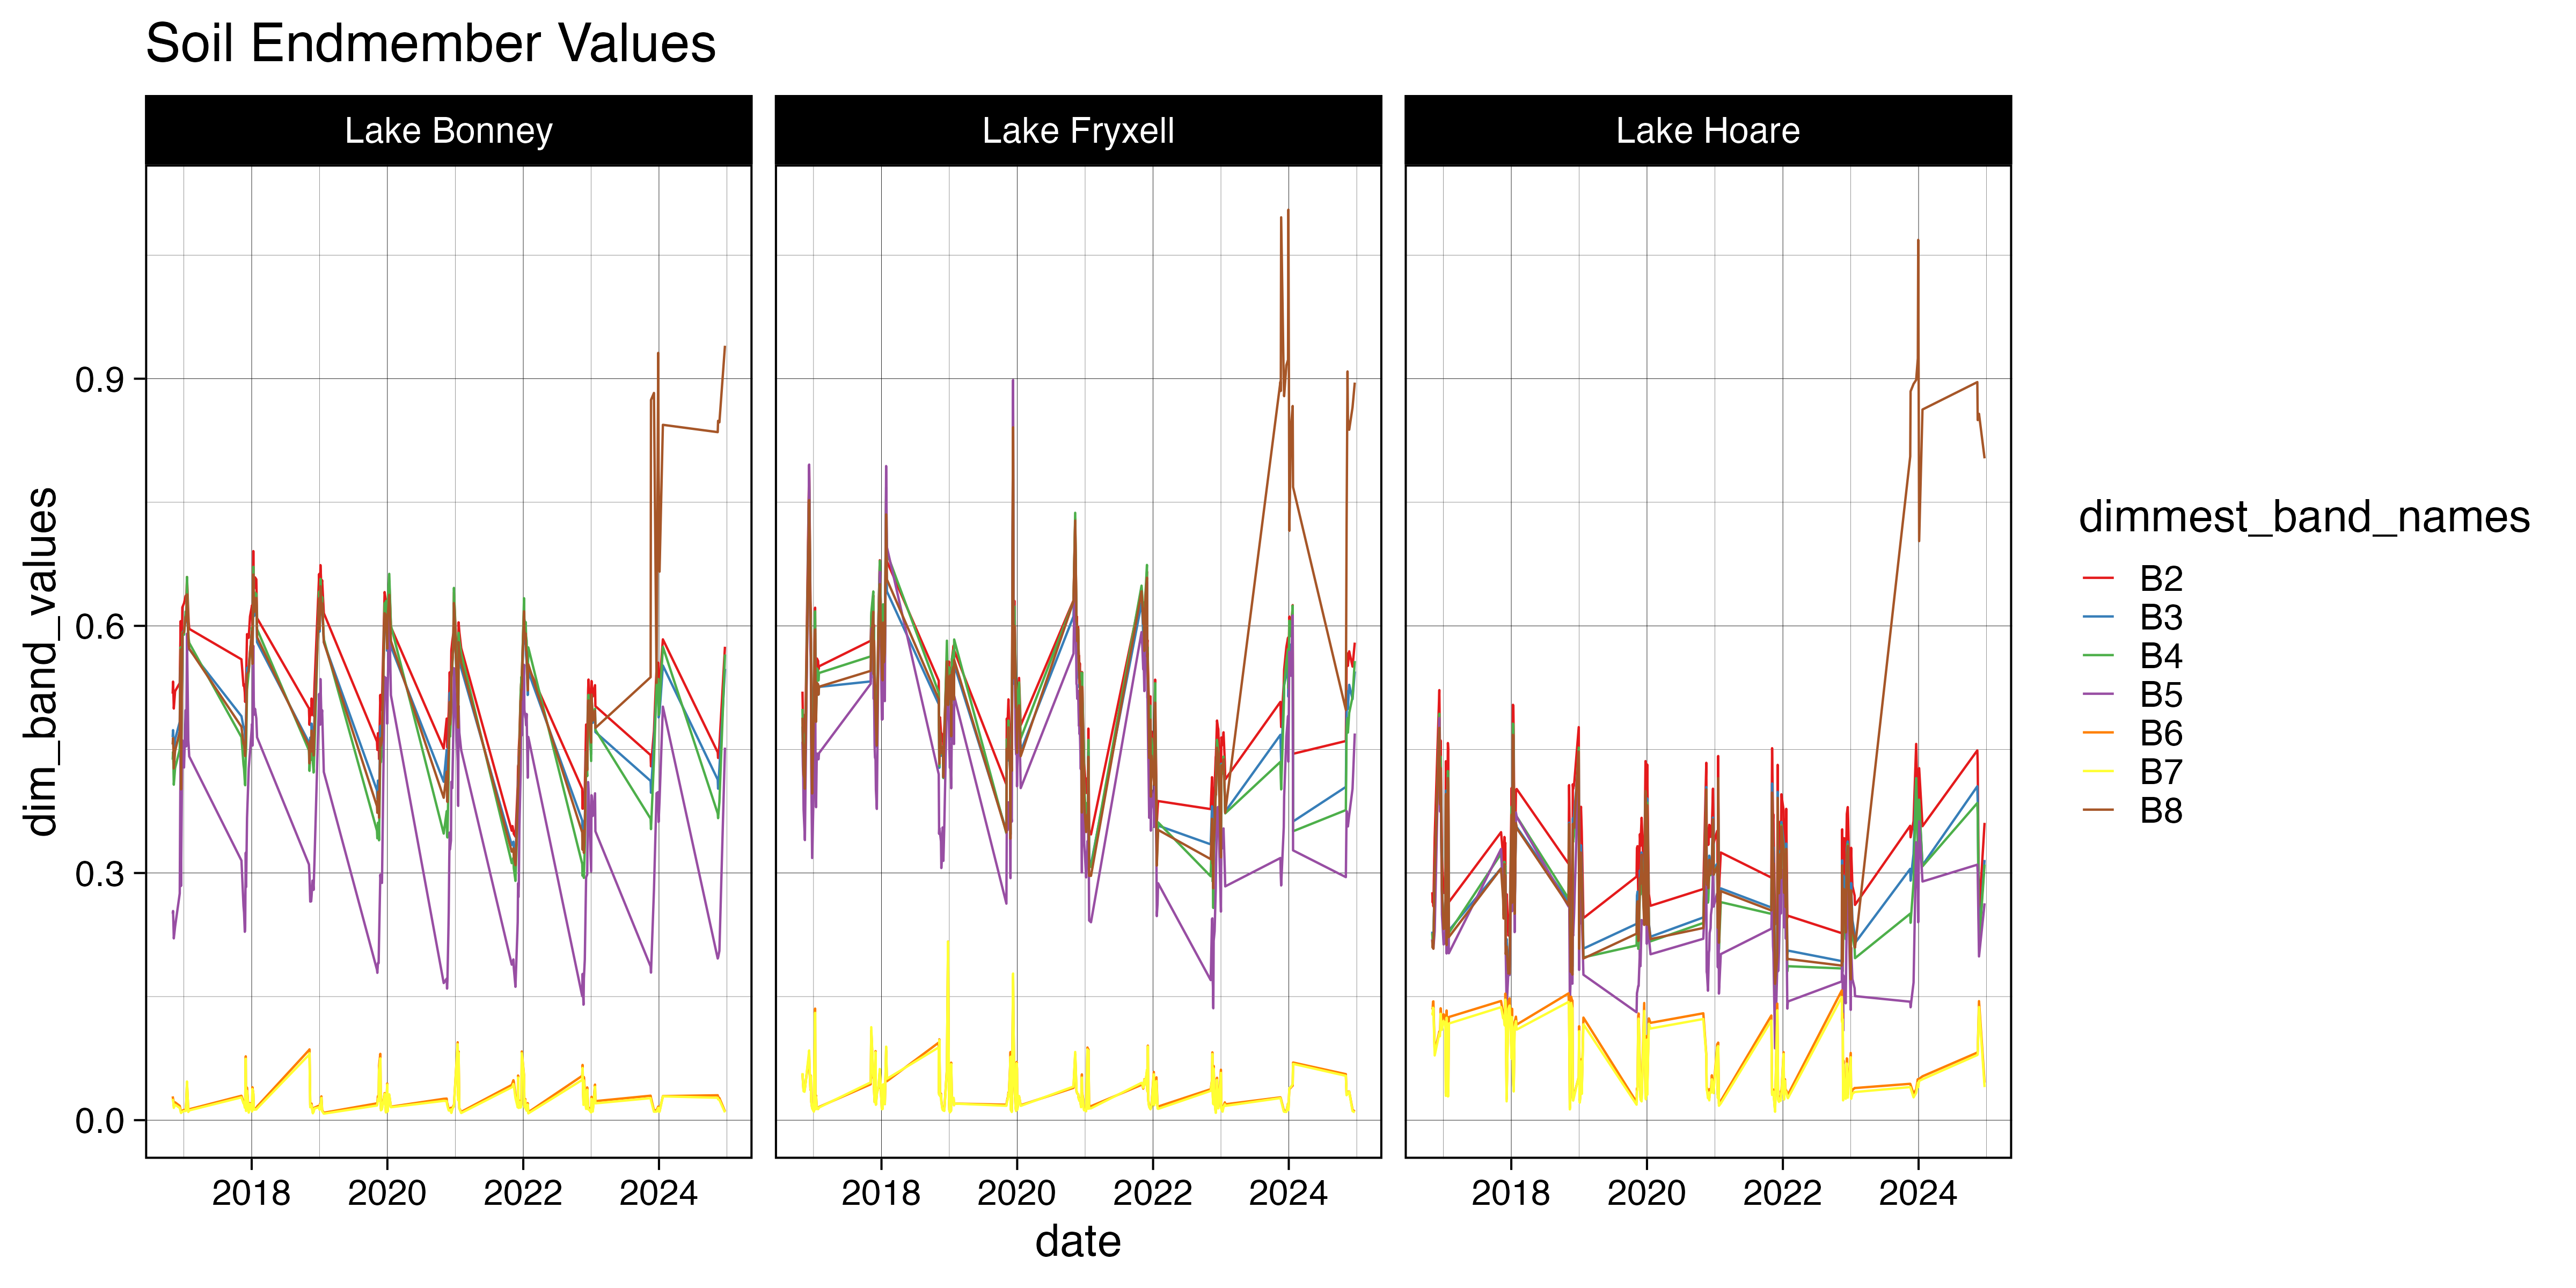 Soil Endmember Values
Lake Bonney
Lake Fryxell
Lake Hoare
dim_band_values
0.9
0.6
0.3
0.0
2018 2020 2022 2024
2018 2020 2022 2024
2018 2020 2022 2024
date
dimmest_band_names
B2
B3
B4
B5
B6
B7
B8